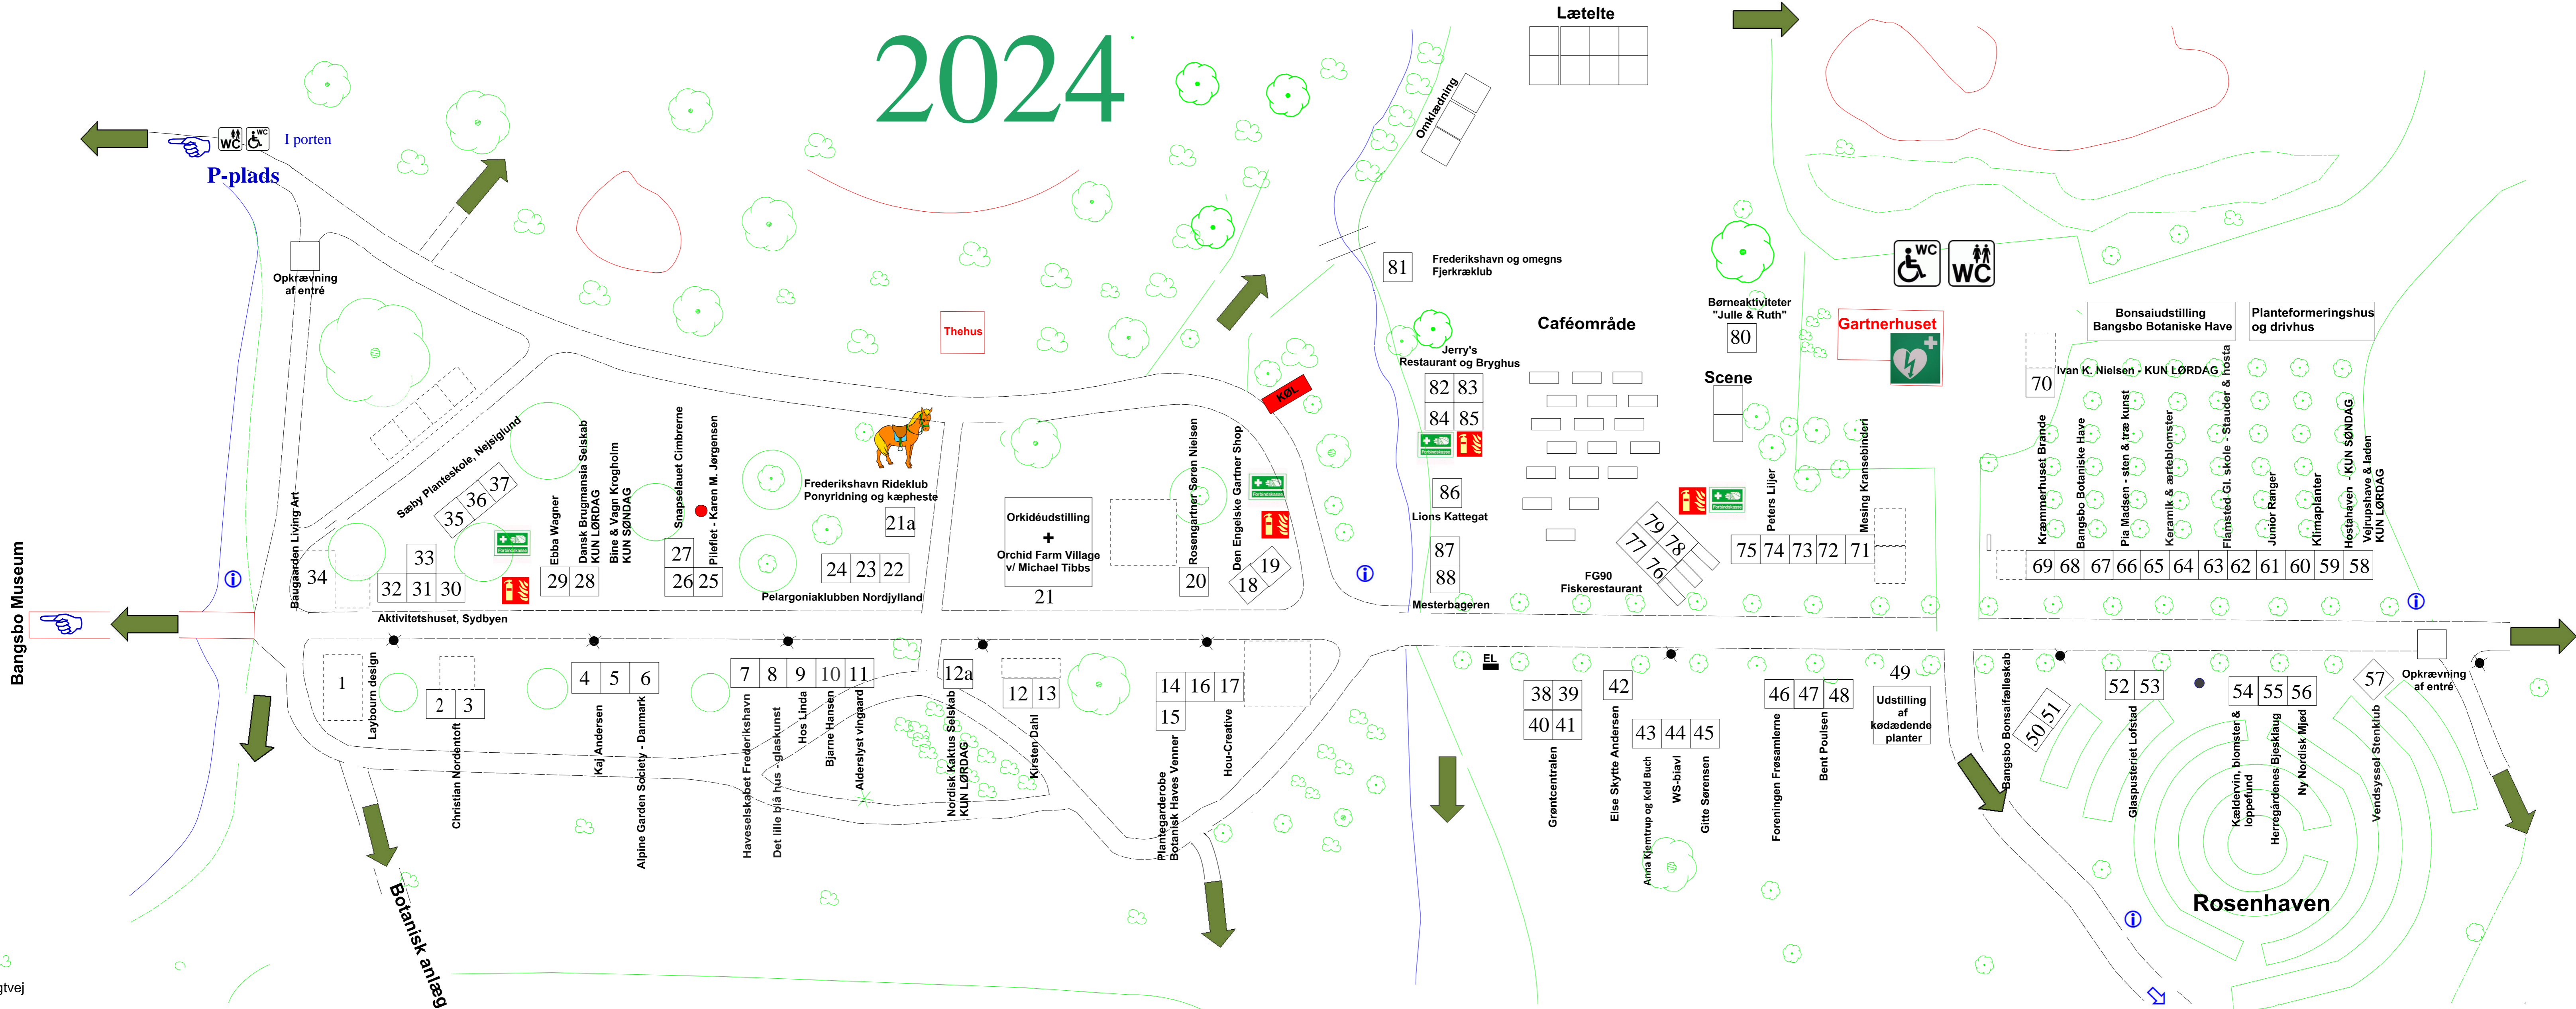 2024
Lætelte
Omklædning
WC
WC
I porten
P-plads
Opkrævning
af entré
Bangsbo Museum
Thehus
KØL
81
Frederikshavn og omegns
Fjerkræklub
Caféområde
Jerry's
Restaurant og Bryghus
82 83
84 85
86
Lions Kattegat
87
88
Mesterbageren
Børneaktiviteter
"Julle & Ruth"
80
Scene
Gartnerhuset
WC
WC
Bonsaiudstilling
Bangsbo Botaniske Have
Planteformeringshus
og drivhus
70
Ivan K. Nielsen - KUN LØRDAG
Baugaarden Living Art
34
Sæby Planteskole, Nejsiglund
35 36 37
33
32 31 30
Aktivitetshuset, Sydbyen
Ebba Wagner
Dansk Brugmansia Selskab
KUN LØRDAG
Bine & Vagn Krogholm
KUN SØNDAG
29 28
Snapselauet Cimbrerne
Pileflet - Karen M. Jørgensen
27
26 25
Frederikshavn Rideklub
Ponyridning og kæpheste
21a
24 23 22
Pelargoniaklubben Nordjylland
Orkidéudstilling
+
Orchid Farm Village
v/ Michael Tibbs
21
Rosengartner Søren Nielsen
20
Den Engelske Gartner Shop
18 19
79 78
77 76
FG90
Fiskerestaurant
Peters Liljer
Mesing Kransebinderi
75 74 73 72 71
Kræmmerhuset Brande
Bangsbo Botaniske Have
Pia Madsen - sten & træ kunst
Keramik & ærteblomster
Flamsted Gl. skole - Stauder & hosta
Junior Ranger
Klimaplanter
Hostahaven - KUN SØNDAG
Vejrupshave & laden
KUN LØRDAG
69 68 67 66 65 64 63 62 61 60 59 58
1
Laybourn design
2 3
Christian Nordentoft
4 5 6
Kaj Andersen
Alpine Garden Society - Danmark
7 8 9 10 11
Haveselskabet Frederikshavn
Det lille blå hus - glaskunst
Hos Linda
Bjarne Hansen
Alderslyst vingaard
12a
Nordisk Kaktus Selskab
KUN LØRDAG
12 13
Kirsten Dahl
14 16 17
15
Plantegarderobe
Botanisk Haves Venner
Hou-Creative
EL
38 39
40 41
Grøntcentralen
42
Else Skytte Andersen
43 44 45
Anna Kjemtrup og Keld Buch
WS-biavl
Gitte Sørensen
46 47 48
Foreningen Frøsamlerne
Bent Poulsen
49
Udstilling
af
kødædende
planter
Bangsbo Bonsaifælleskab
50 51
52 53
Glaspusteriet Lofstad
54 55 56
Kældervin, blomster &
loppefund
Herregårdenes Bjesklaug
Ny Nordisk Mjød
57
Vendsyssel Stenklub
Opkrævning
af entré
Rosenhaven
Botanisk anlæg
gtvej